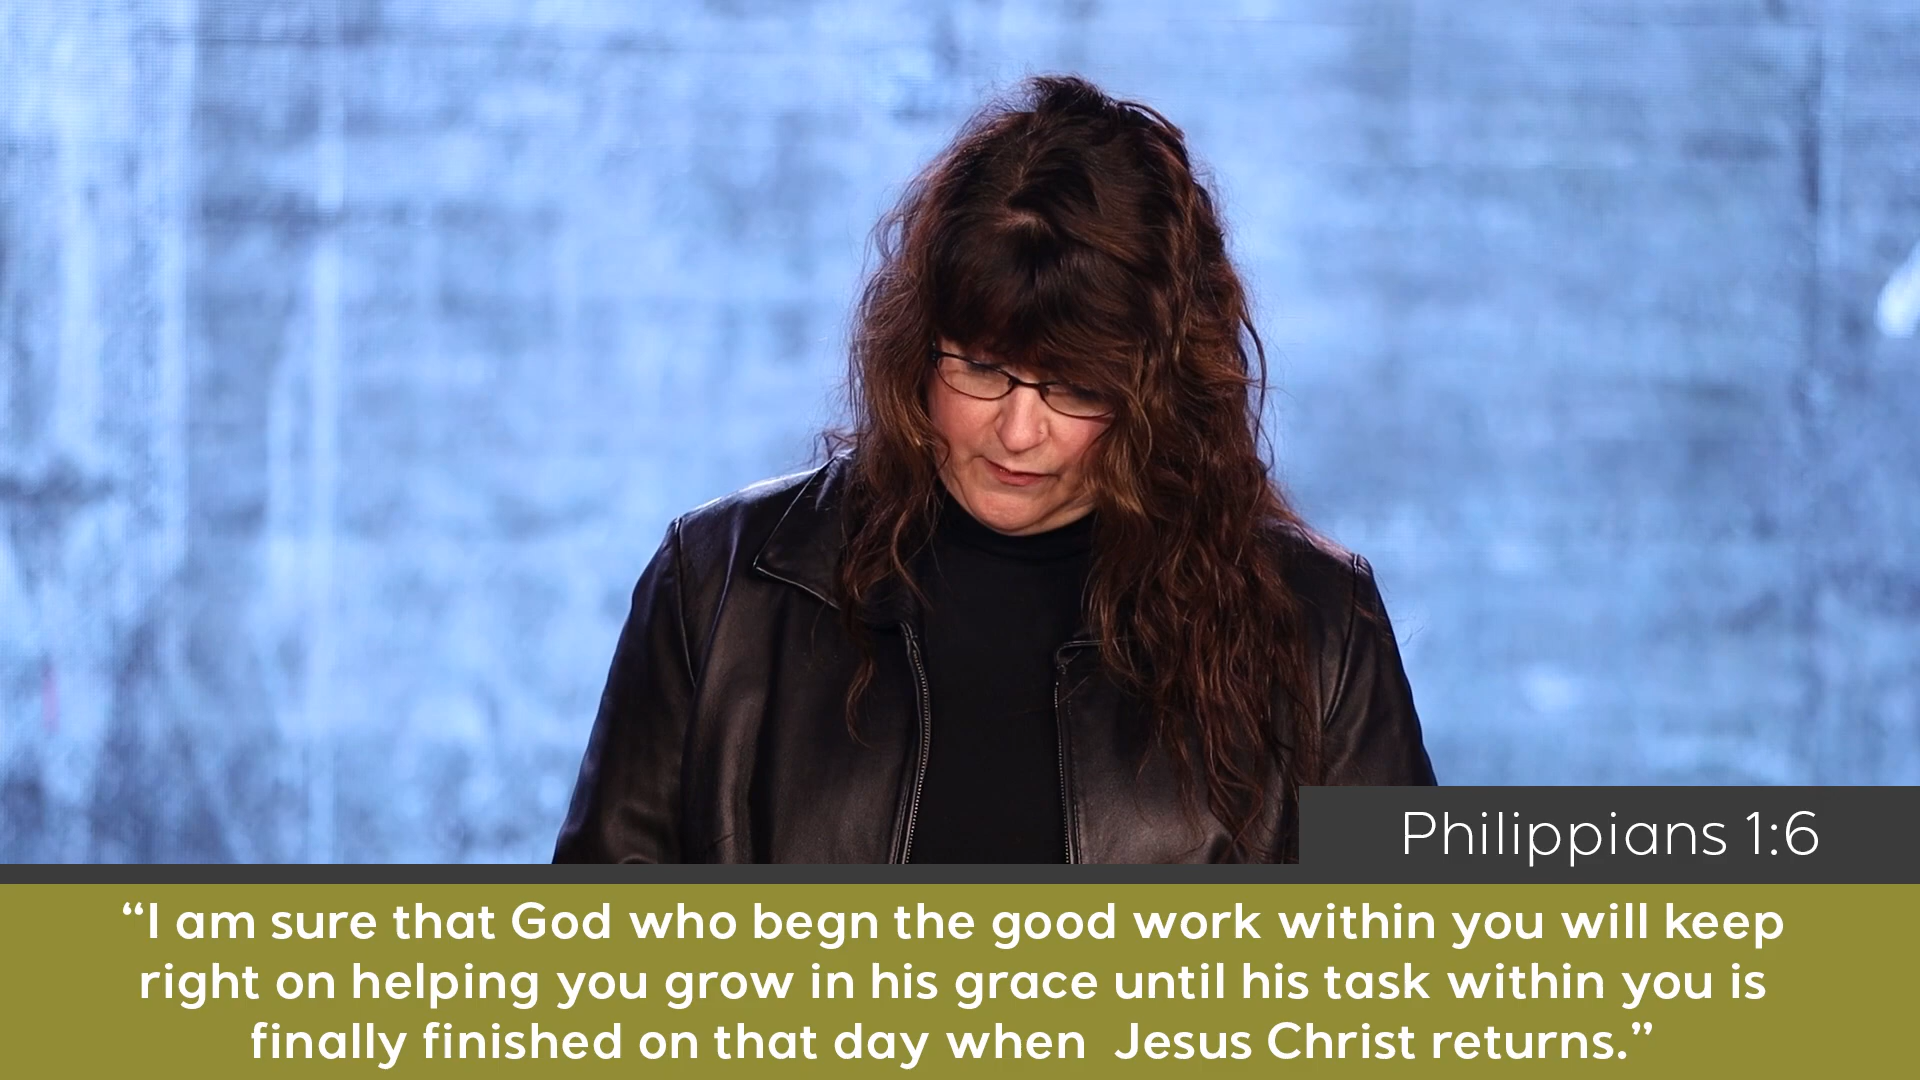 Philippians 1:6
“I am sure that God who begn the good work within you will keep
right on helping you grow in his grace until his task within you is
finally finished on that day when  Jesus Christ returns.”